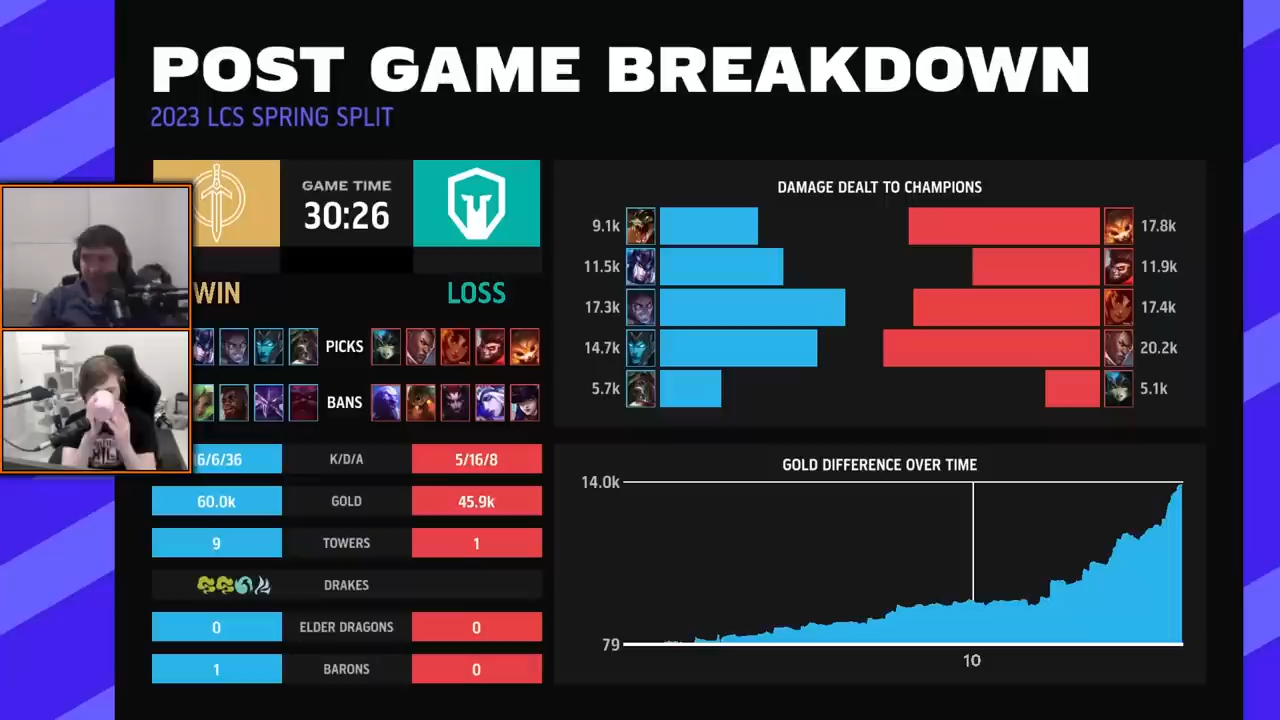 POST GAME BREAKDOWN
2023 LCS SPRING SPLIT
GAME TIME
30:26
WIN
LOSS
PICKS
BANS
6/6/36 K/D/A 5/16/8
60.0k GOLD 45.9k
9 TOWERS 1
DRAKES
0 ELDER DRAGONS 0
1 BARONS 0
DAMAGE DEALT TO CHAMPIONS
9.1k 17.8k
11.5k 11.9k
17.3k 17.4k
14.7k 20.2k
5.7k 5.1k
GOLD DIFFERENCE OVER TIME
14.0k
79
10